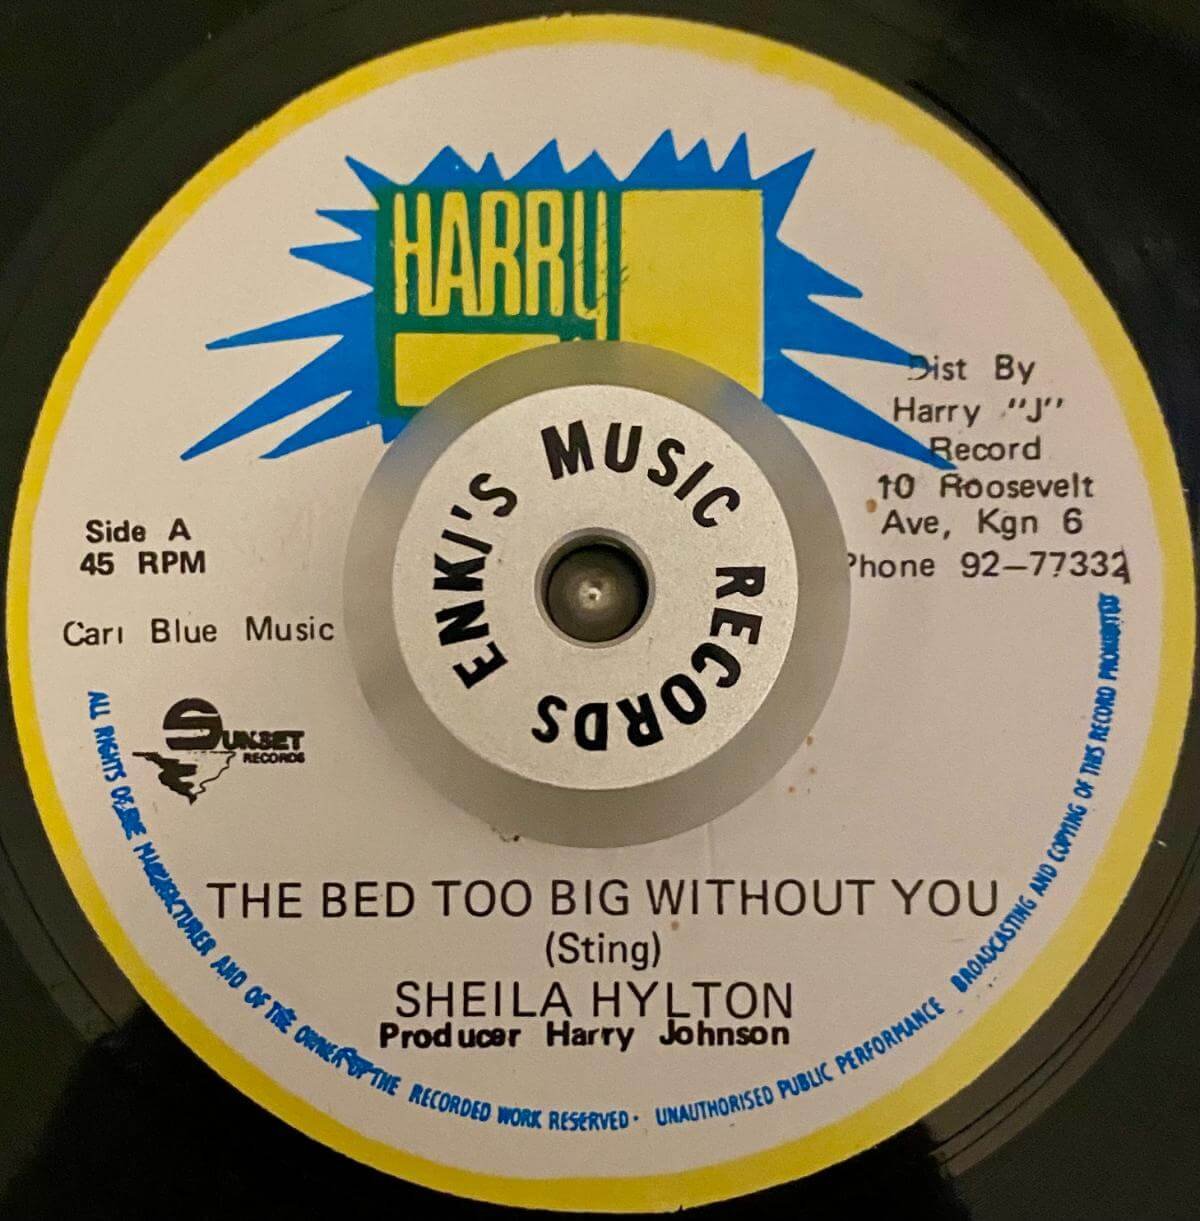 HARRY
Dist By
Harry "J"
Record
10 Roosevelt
Ave, Kgn 6
Phone 92-77332
ENKI'S MUSIC RECORDS
Side A
45 RPM
Cari Blue Music
SUNSET
RECORDS
THE BED TOO BIG WITHOUT YOU
(Sting)
SHEILA HYLTON
Producer Harry Johnson
ALL RIGHTS OF THE MANUFACTURER AND OF THE OWNER OF THE RECORDED WORK RESERVED · UNAUTHORISED PUBLIC PERFORMANCE BROADCASTING AND COPYING OF THIS RECORD PROHIBITED